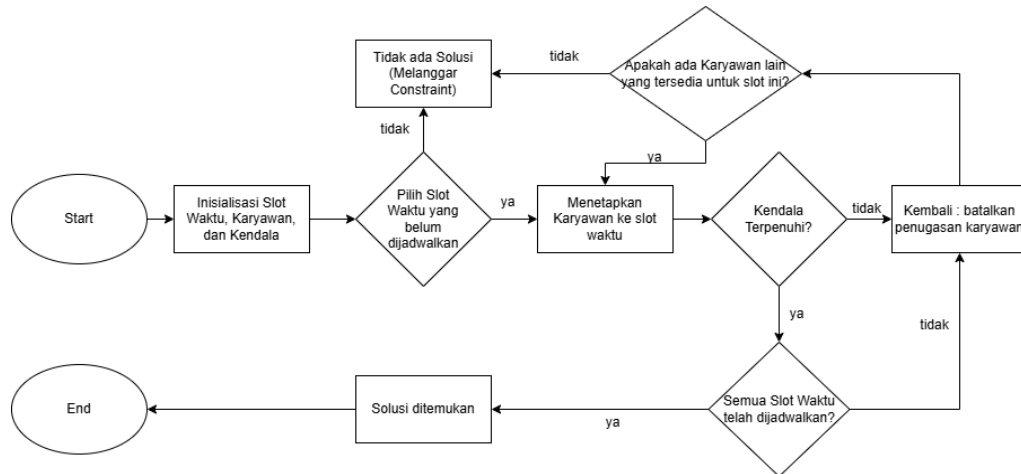 Tidak ada Solusi
(Melanggar
Constraint)
tidak
Apakah ada Karyawan lain
yang tersedia untuk slot ini?
tidak
ya
Start
Inisialisasi Slot
Waktu, Karyawan,
dan Kendala
Pilih Slot
Waktu yang
belum
dijadwalkan
ya
Menetapkan
Karyawan ke slot
waktu
Kendala
Terpenuhi?
tidak
Kembali : batalkan
penugasan karyawan
ya
tidak
End
Solusi ditemukan
ya
Semua Slot Waktu
telah dijadwalkan?